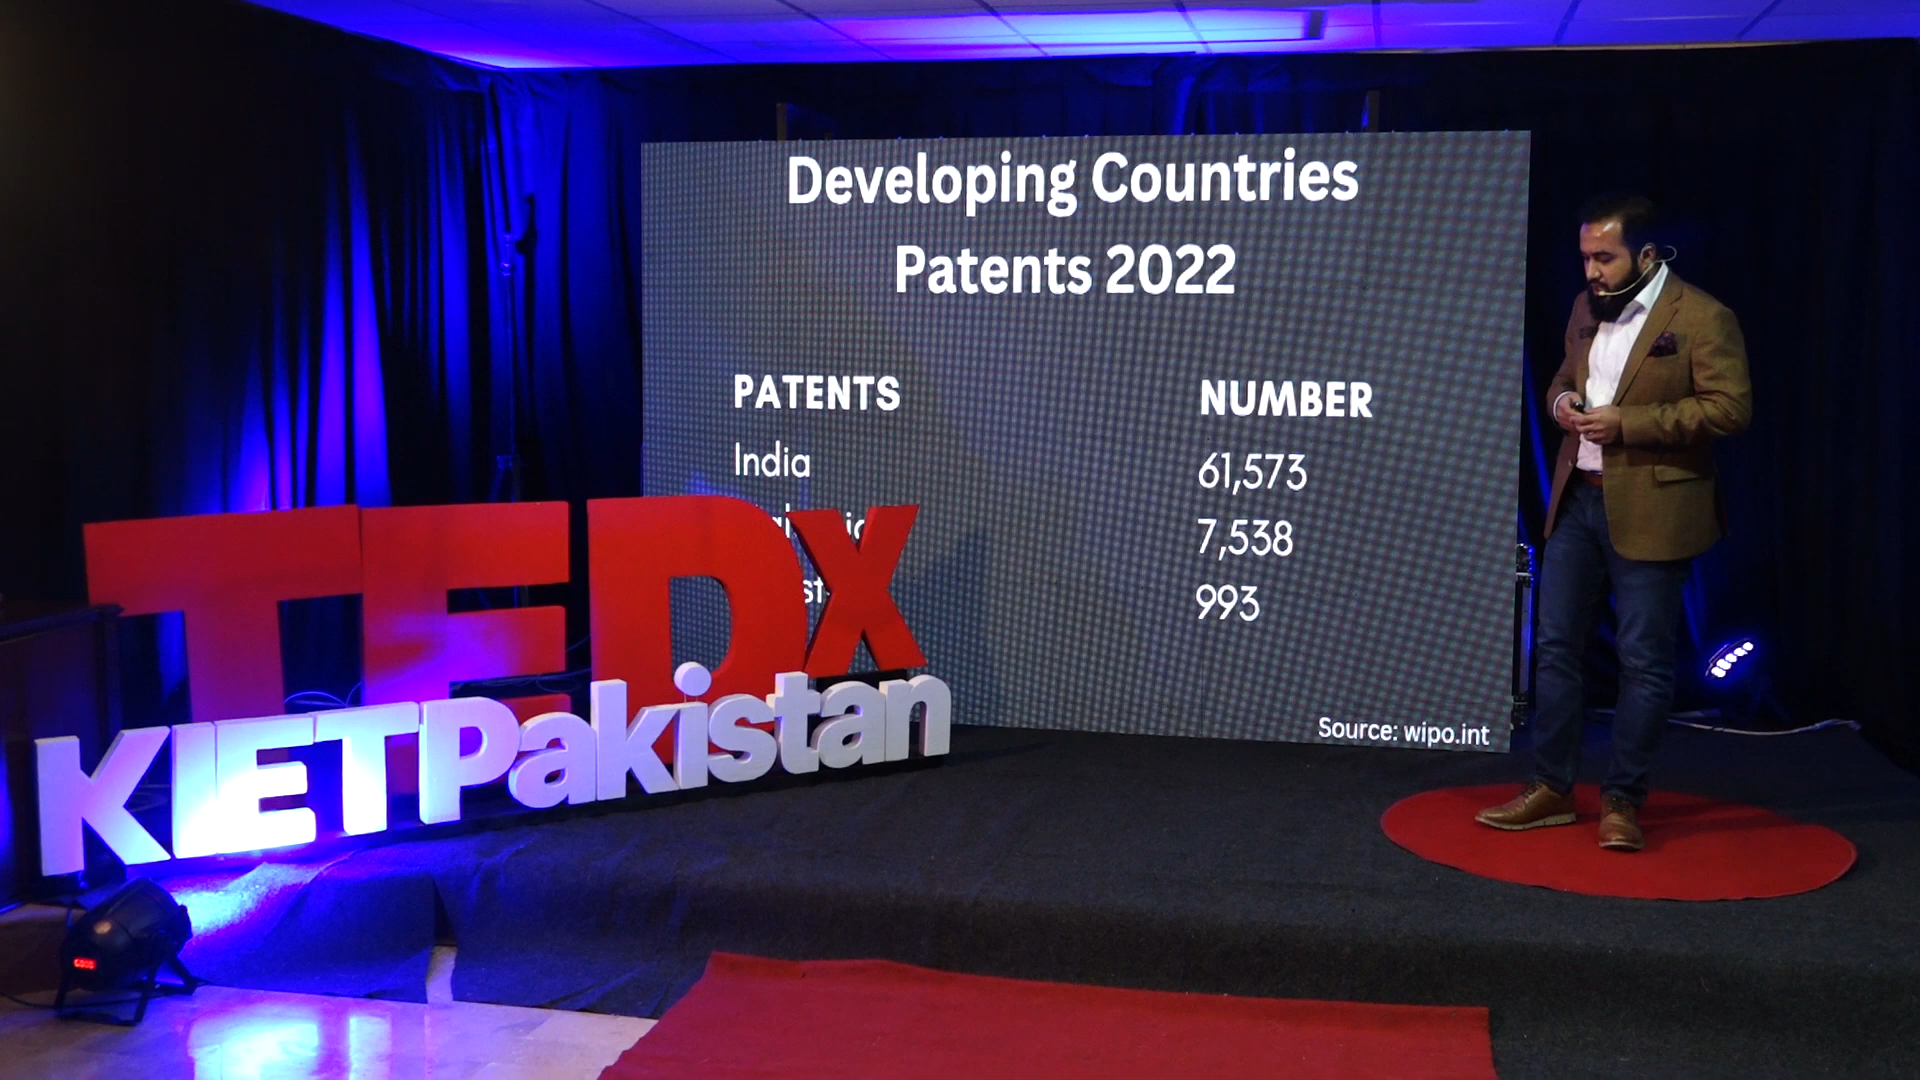 Developing Countries
Patents 2022
PATENTS NUMBER
India 61,573
7,538
993
Source: wipo.int
TEDx
KIETPakistan